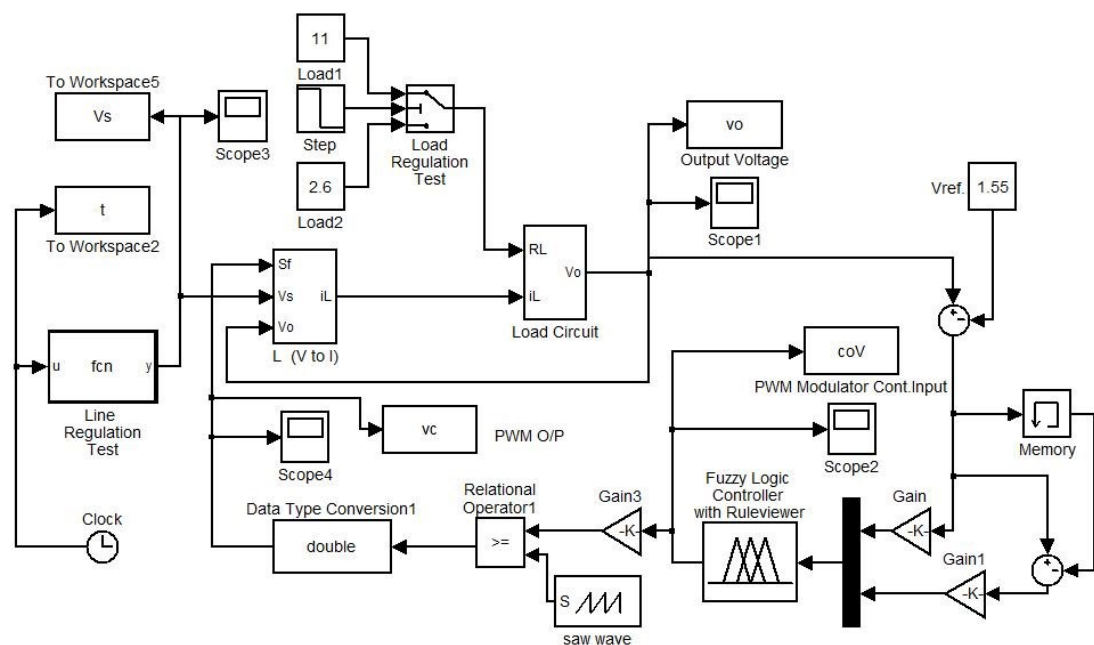 11
Load1
To Workspace5
Vs
Scope3
Step
Load
Regulation
Test
2.6
Load2
vo
Output Voltage
Scope1
Vref.
1.55
t
To Workspace2
Sf
Vs
Vo
iL
L (V to I)
RL
iL
Vo
Load Circuit
+
-
u
fcn
y
Line
Regulation
Test
coV
PWM Modulator Cont.Input
Scope2
vc
PWM O/P
Scope4
Memory
Clock
Data Type Conversion1
double
Relational
Operator1
>=
Gain3
-K-
Fuzzy Logic
Controller
with Ruleviewer
Gain
-K-
Gain1
-K-
+
-
S
saw wave